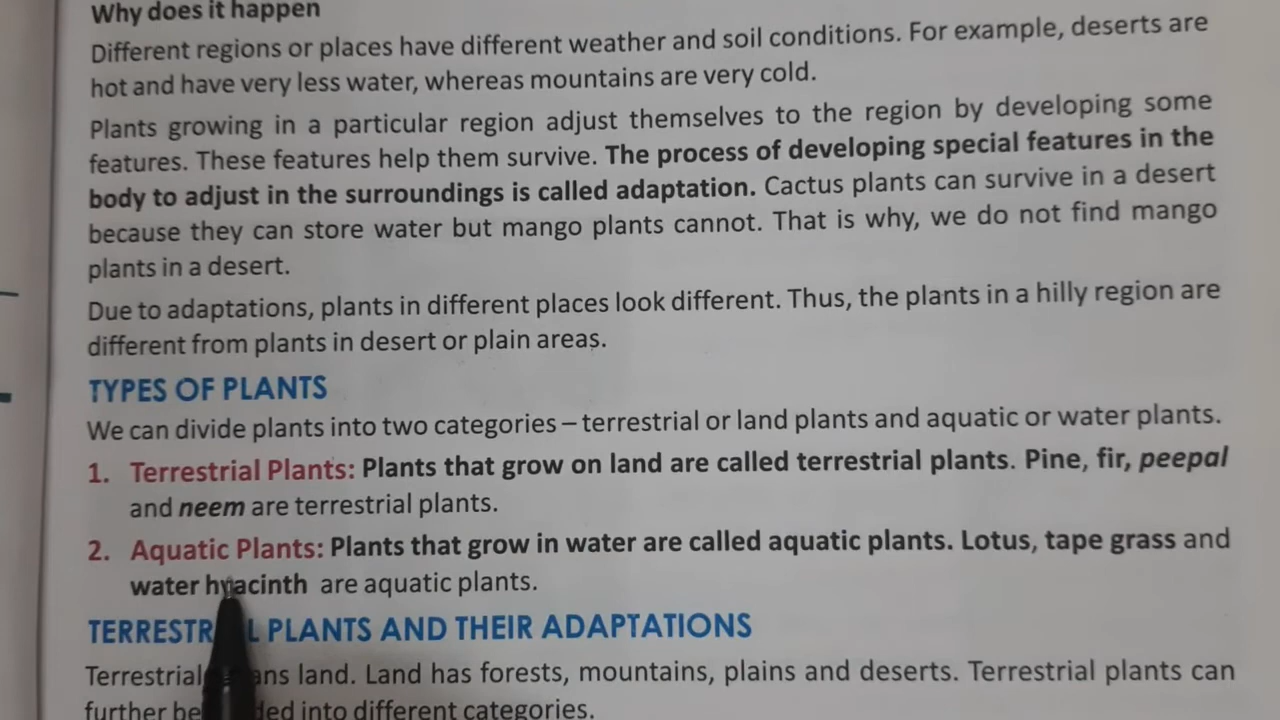 Why does it happen
Different regions or places have different weather and soil conditions. For example, deserts are
hot and have very less water, whereas mountains are very cold.
Plants growing in a particular region adjust themselves to the region by developing some
features. These features help them survive. The process of developing special features in the
body to adjust in the surroundings is called adaptation. Cactus plants can survive in a desert
because they can store water but mango plants cannot. That is why, we do not find mango
plants in a desert.
Due to adaptations, plants in different places look different. Thus, the plants in a hilly region are
different from plants in desert or plain areas.
TYPES OF PLANTS
We can divide plants into two categories – terrestrial or land plants and aquatic or water plants.
1. Terrestrial Plants: Plants that grow on land are called terrestrial plants. Pine, fir, peepal
and neem are terrestrial plants.
2. Aquatic Plants: Plants that grow in water are called aquatic plants. Lotus, tape grass and
water hyacinth are aquatic plants.
TERRESTRIAL PLANTS AND THEIR ADAPTATIONS
Terrestrial means land. Land has forests, mountains, plains and deserts. Terrestrial plants can
further be into different categories.